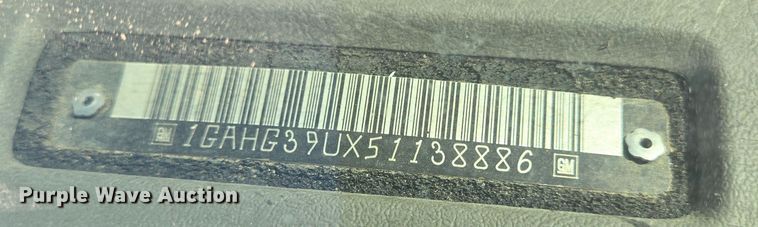 GM 1GAHG39UX51138886 GM
Purple Wave Auction